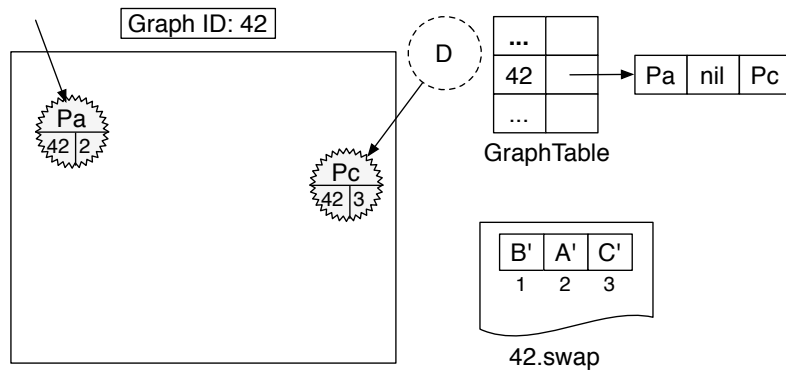 Graph ID: 42
Pa
42 2
Pc
42 3
D
...
42
...
GraphTable
Pa nil Pc
B' A' C'
1 2 3
42.swap